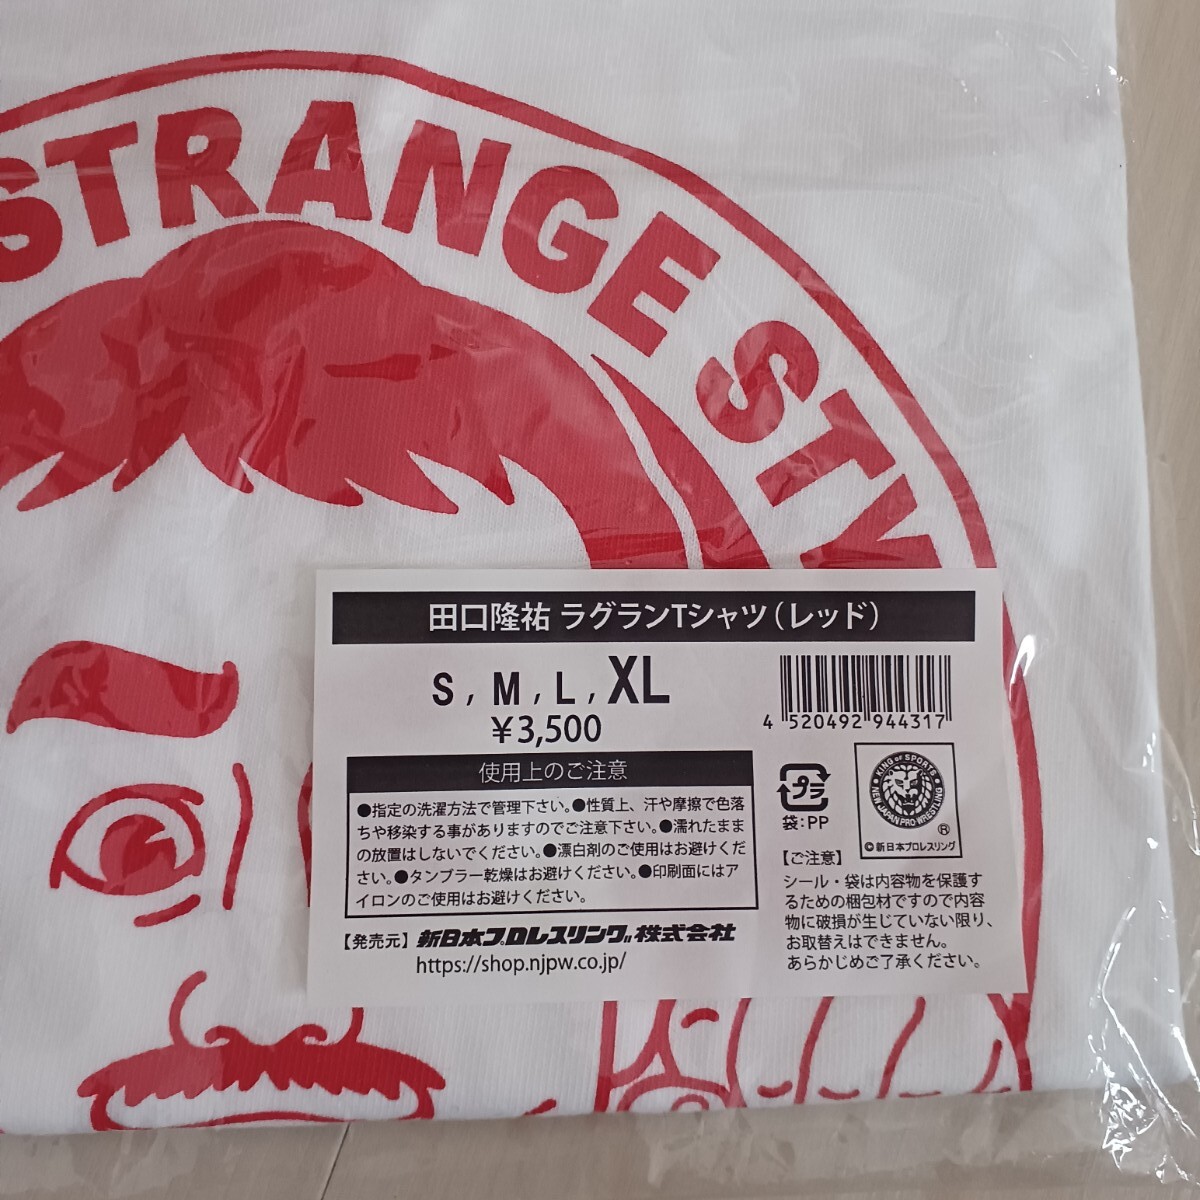 STRANGE STY
田口隆祐 ラグランTシャツ（レッド）
S , M , L , XL
¥3,500
4 520492 944317
使用上のご注意
●指定の洗濯方法で管理下さい。●性質上、汗や摩擦で色落
ちや移染する事がありますのでご注意下さい。●濡れたまま
の放置はしないでください。●漂白剤のご使用はお避けくだ
さい。●タンブラー乾燥はお避けください。●印刷面にはア
イロンのご使用はお避けください。
【発売元】新日本プロレスリング株式会社
https://shop.njpw.co.jp/
プラ
袋：PP
KING OF SPORTS
NEW JAPAN PRO-WRESTLING
®
©新日本プロレスリング
【ご注意】
シール・袋は内容物を保護す
るための梱包材ですので内容
物に破損が生じていない限り、
お取替えはできません。
あらかじめご了承ください。